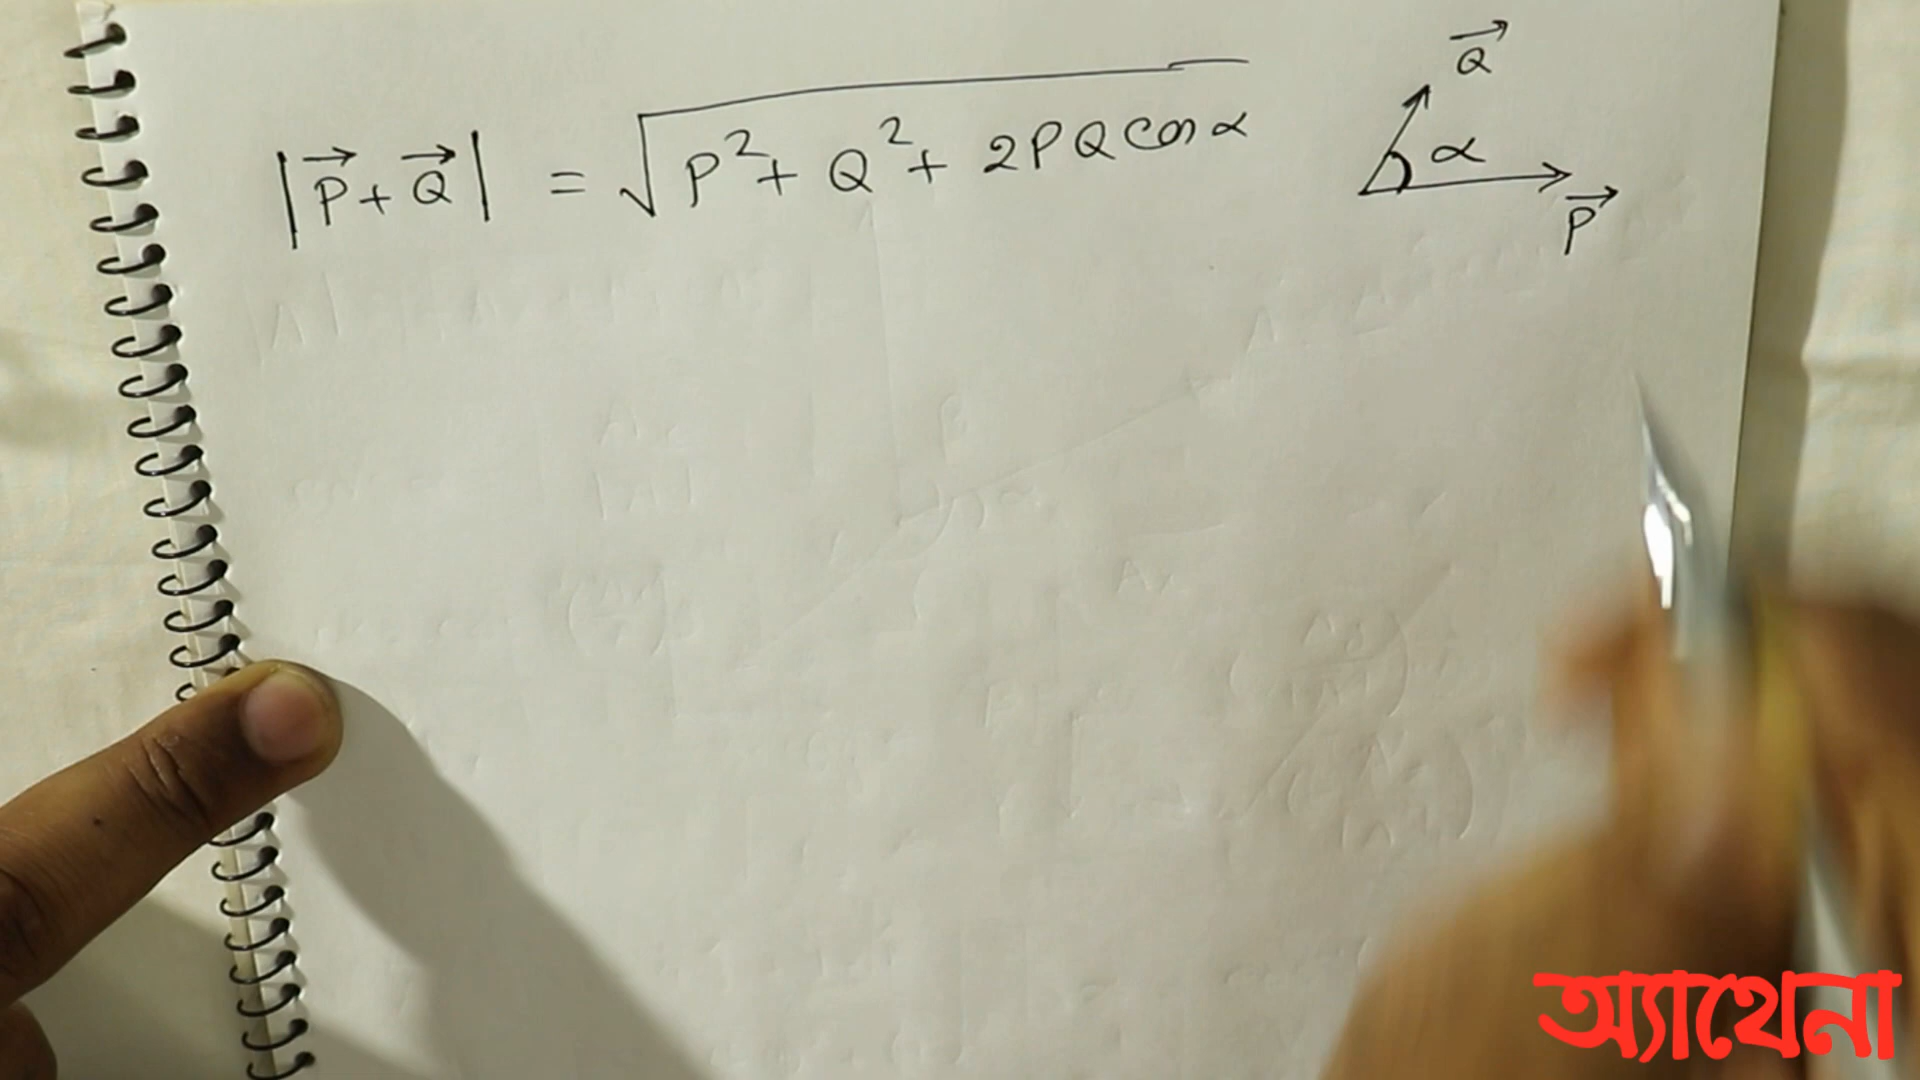 |P⃗ + Q⃗| = √(P² + Q² + 2PQ cos α)
Q⃗
α
P⃗
অ্যাথেনা